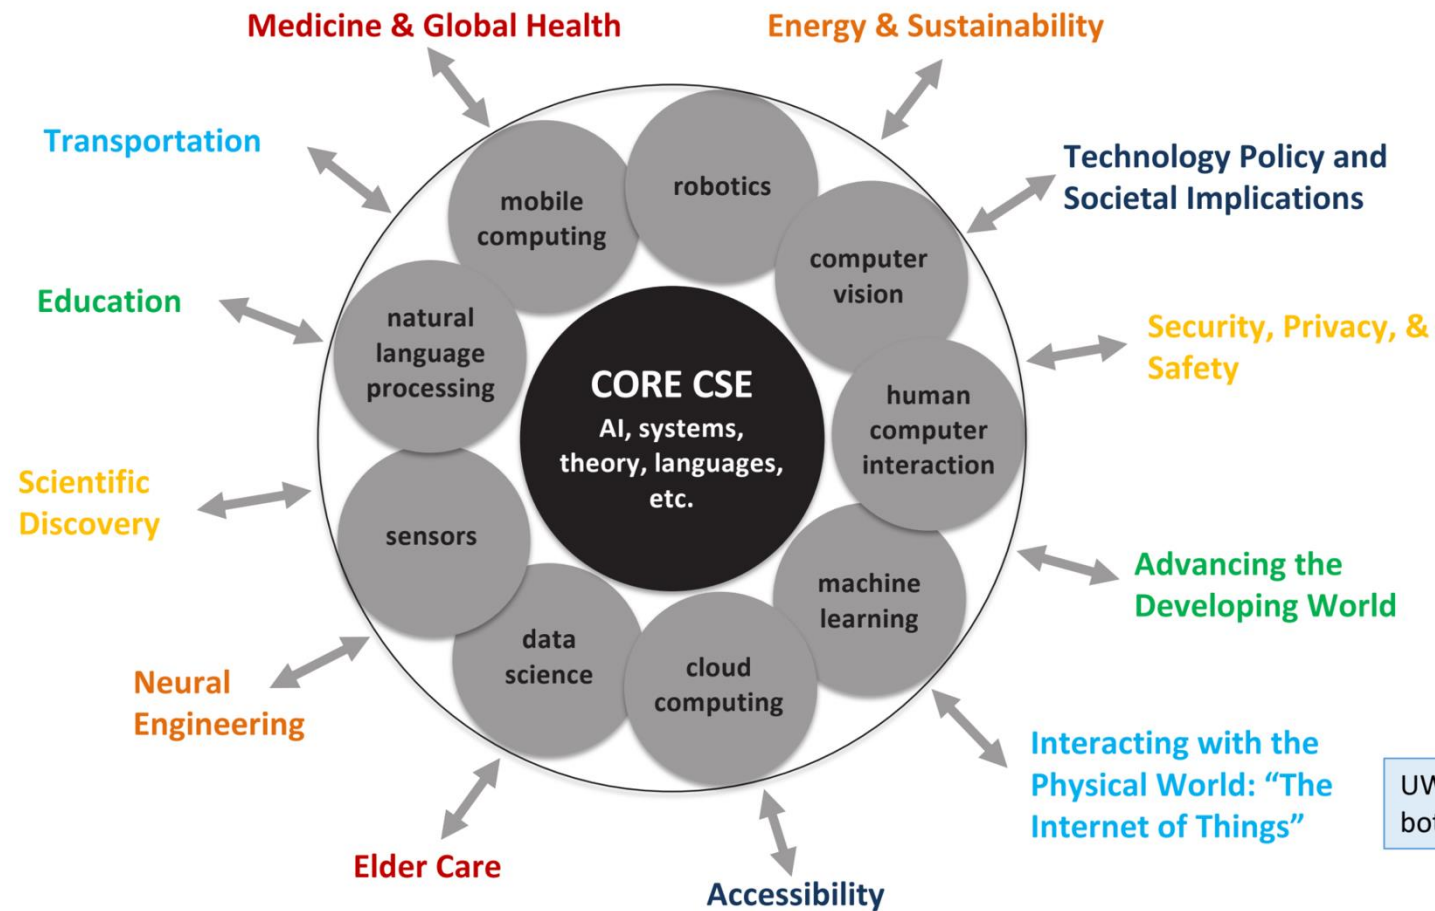 Medicine & Global Health
Energy & Sustainability
Transportation
Technology Policy and
Societal Implications
robotics
mobile
computing
computer
vision
Education
natural
language
processing
Security, Privacy, &
Safety
CORE CSE
AI, systems,
theory, languages,
etc.
human
computer
interaction
Scientific
Discovery
sensors
Advancing the
Developing World
machine
learning
data
science
cloud
computing
Neural
Engineering
Interacting with the
Physical World: “The
Internet of Things”
Elder Care
Accessibility